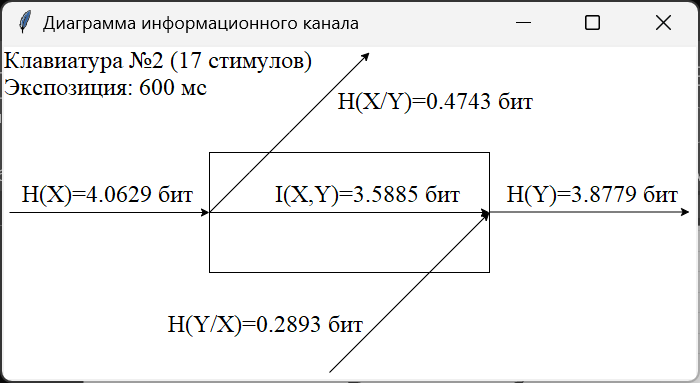 Диаграмма информационного канала
Клавиатура №2 (17 стимулов)
Экспозиция: 600 мс
H(X/Y)=0.4743 бит
H(X)=4.0629 бит
I(X,Y)=3.5885 бит
H(Y)=3.8779 бит
H(Y/X)=0.2893 бит